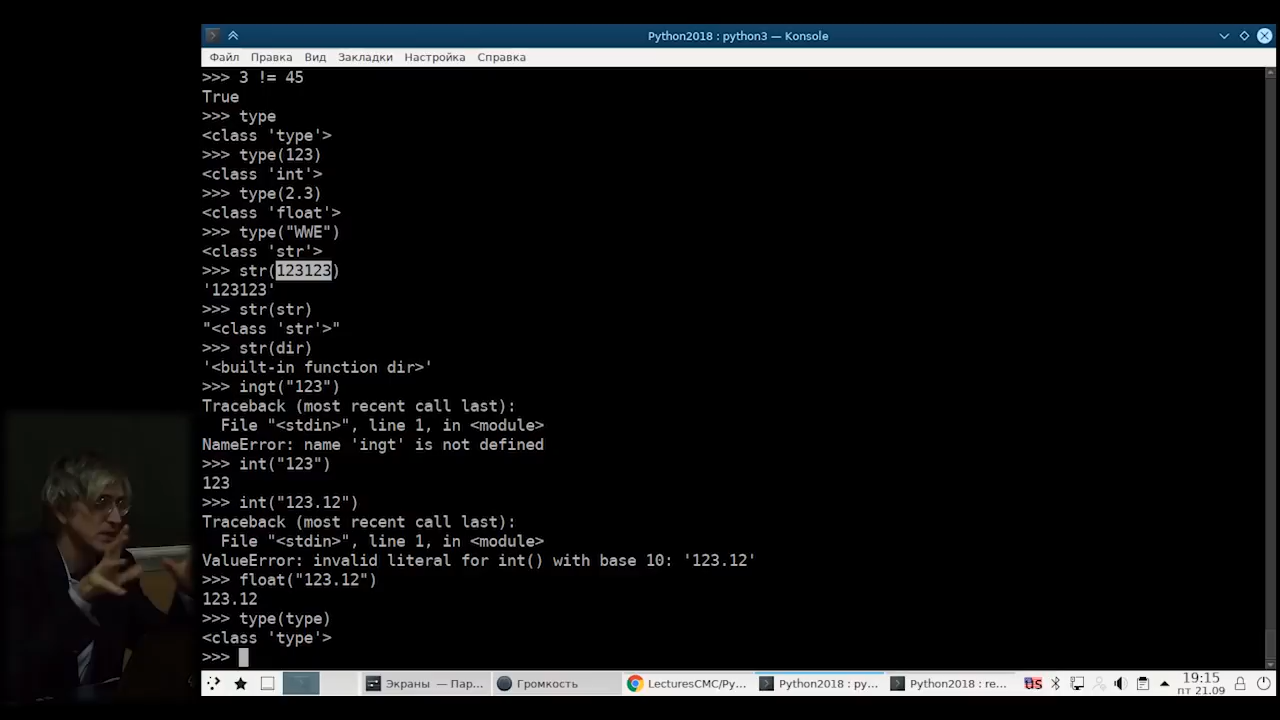 Python2018 : python3 — Konsole
Файл Правка Вид Закладки Настройка Справка
>>> 3 != 45
True
>>> type
<class 'type'>
>>> type(123)
<class 'int'>
>>> type(2.3)
<class 'float'>
>>> type("WWE")
<class 'str'>
>>> str(123123)
'123123'
>>> str(str)
"<class 'str'>"
>>> str(dir)
'<built-in function dir>'
>>> ingt("123")
Traceback (most recent call last):
  File "<stdin>", line 1, in <module>
NameError: name 'ingt' is not defined
>>> int("123")
123
>>> int("123.12")
Traceback (most recent call last):
  File "<stdin>", line 1, in <module>
ValueError: invalid literal for int() with base 10: '123.12'
>>> float("123.12")
123.12
>>> type(type)
<class 'type'>
>>>
Экраны — Пар... Громкость LecturesCMC/Py... Python2018 : py... Python2018 : re... us 19:15
пт 21.09